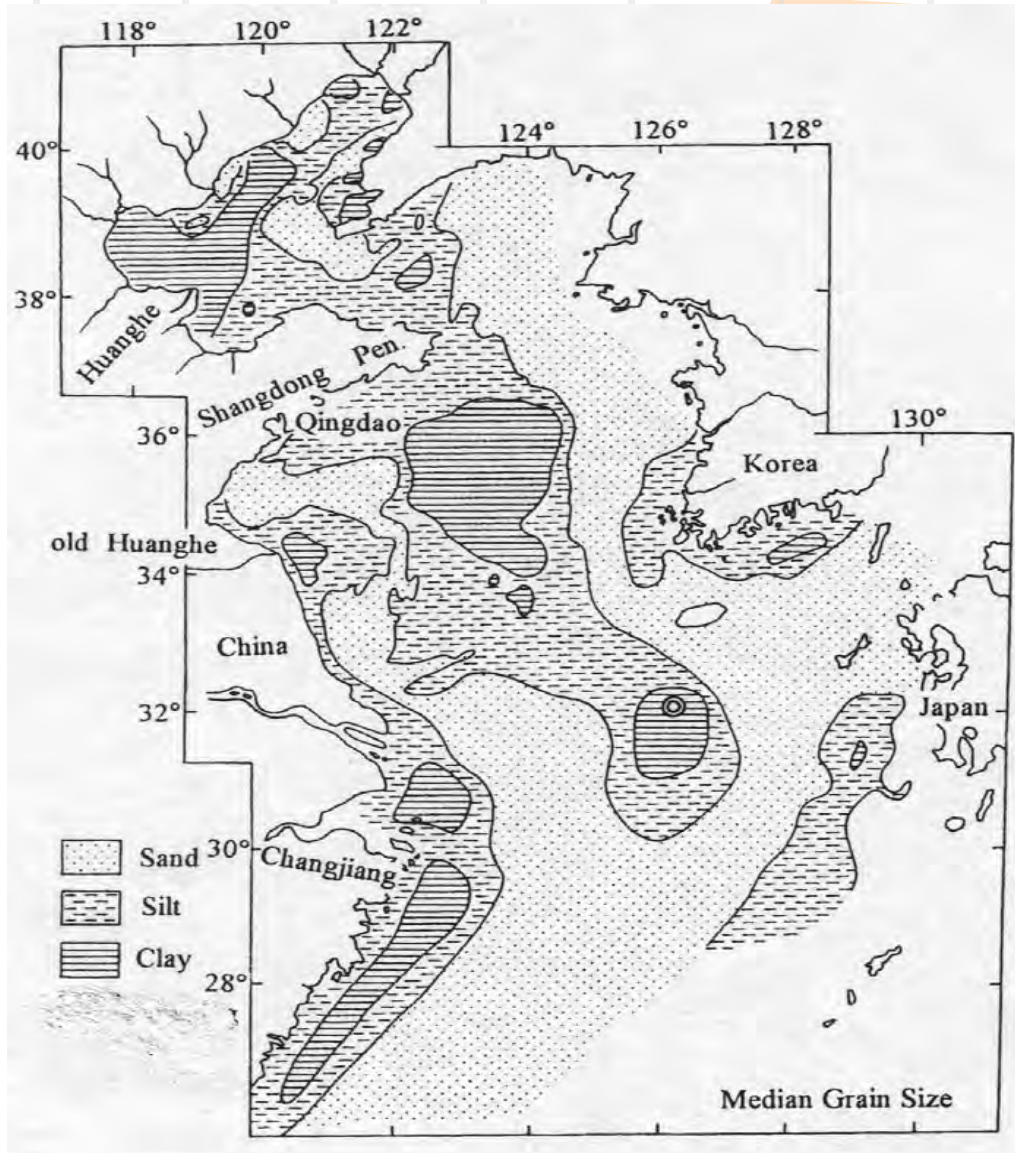 118° 120° 122°
124° 126° 128°
40°
38°
Huanghe
Shangdong Pen.
Qingdao
36°
130°
Korea
old Huanghe
34°
China
32°
Japan
Sand
30°
Changjiang
Silt
Clay
28°
Median Grain Size